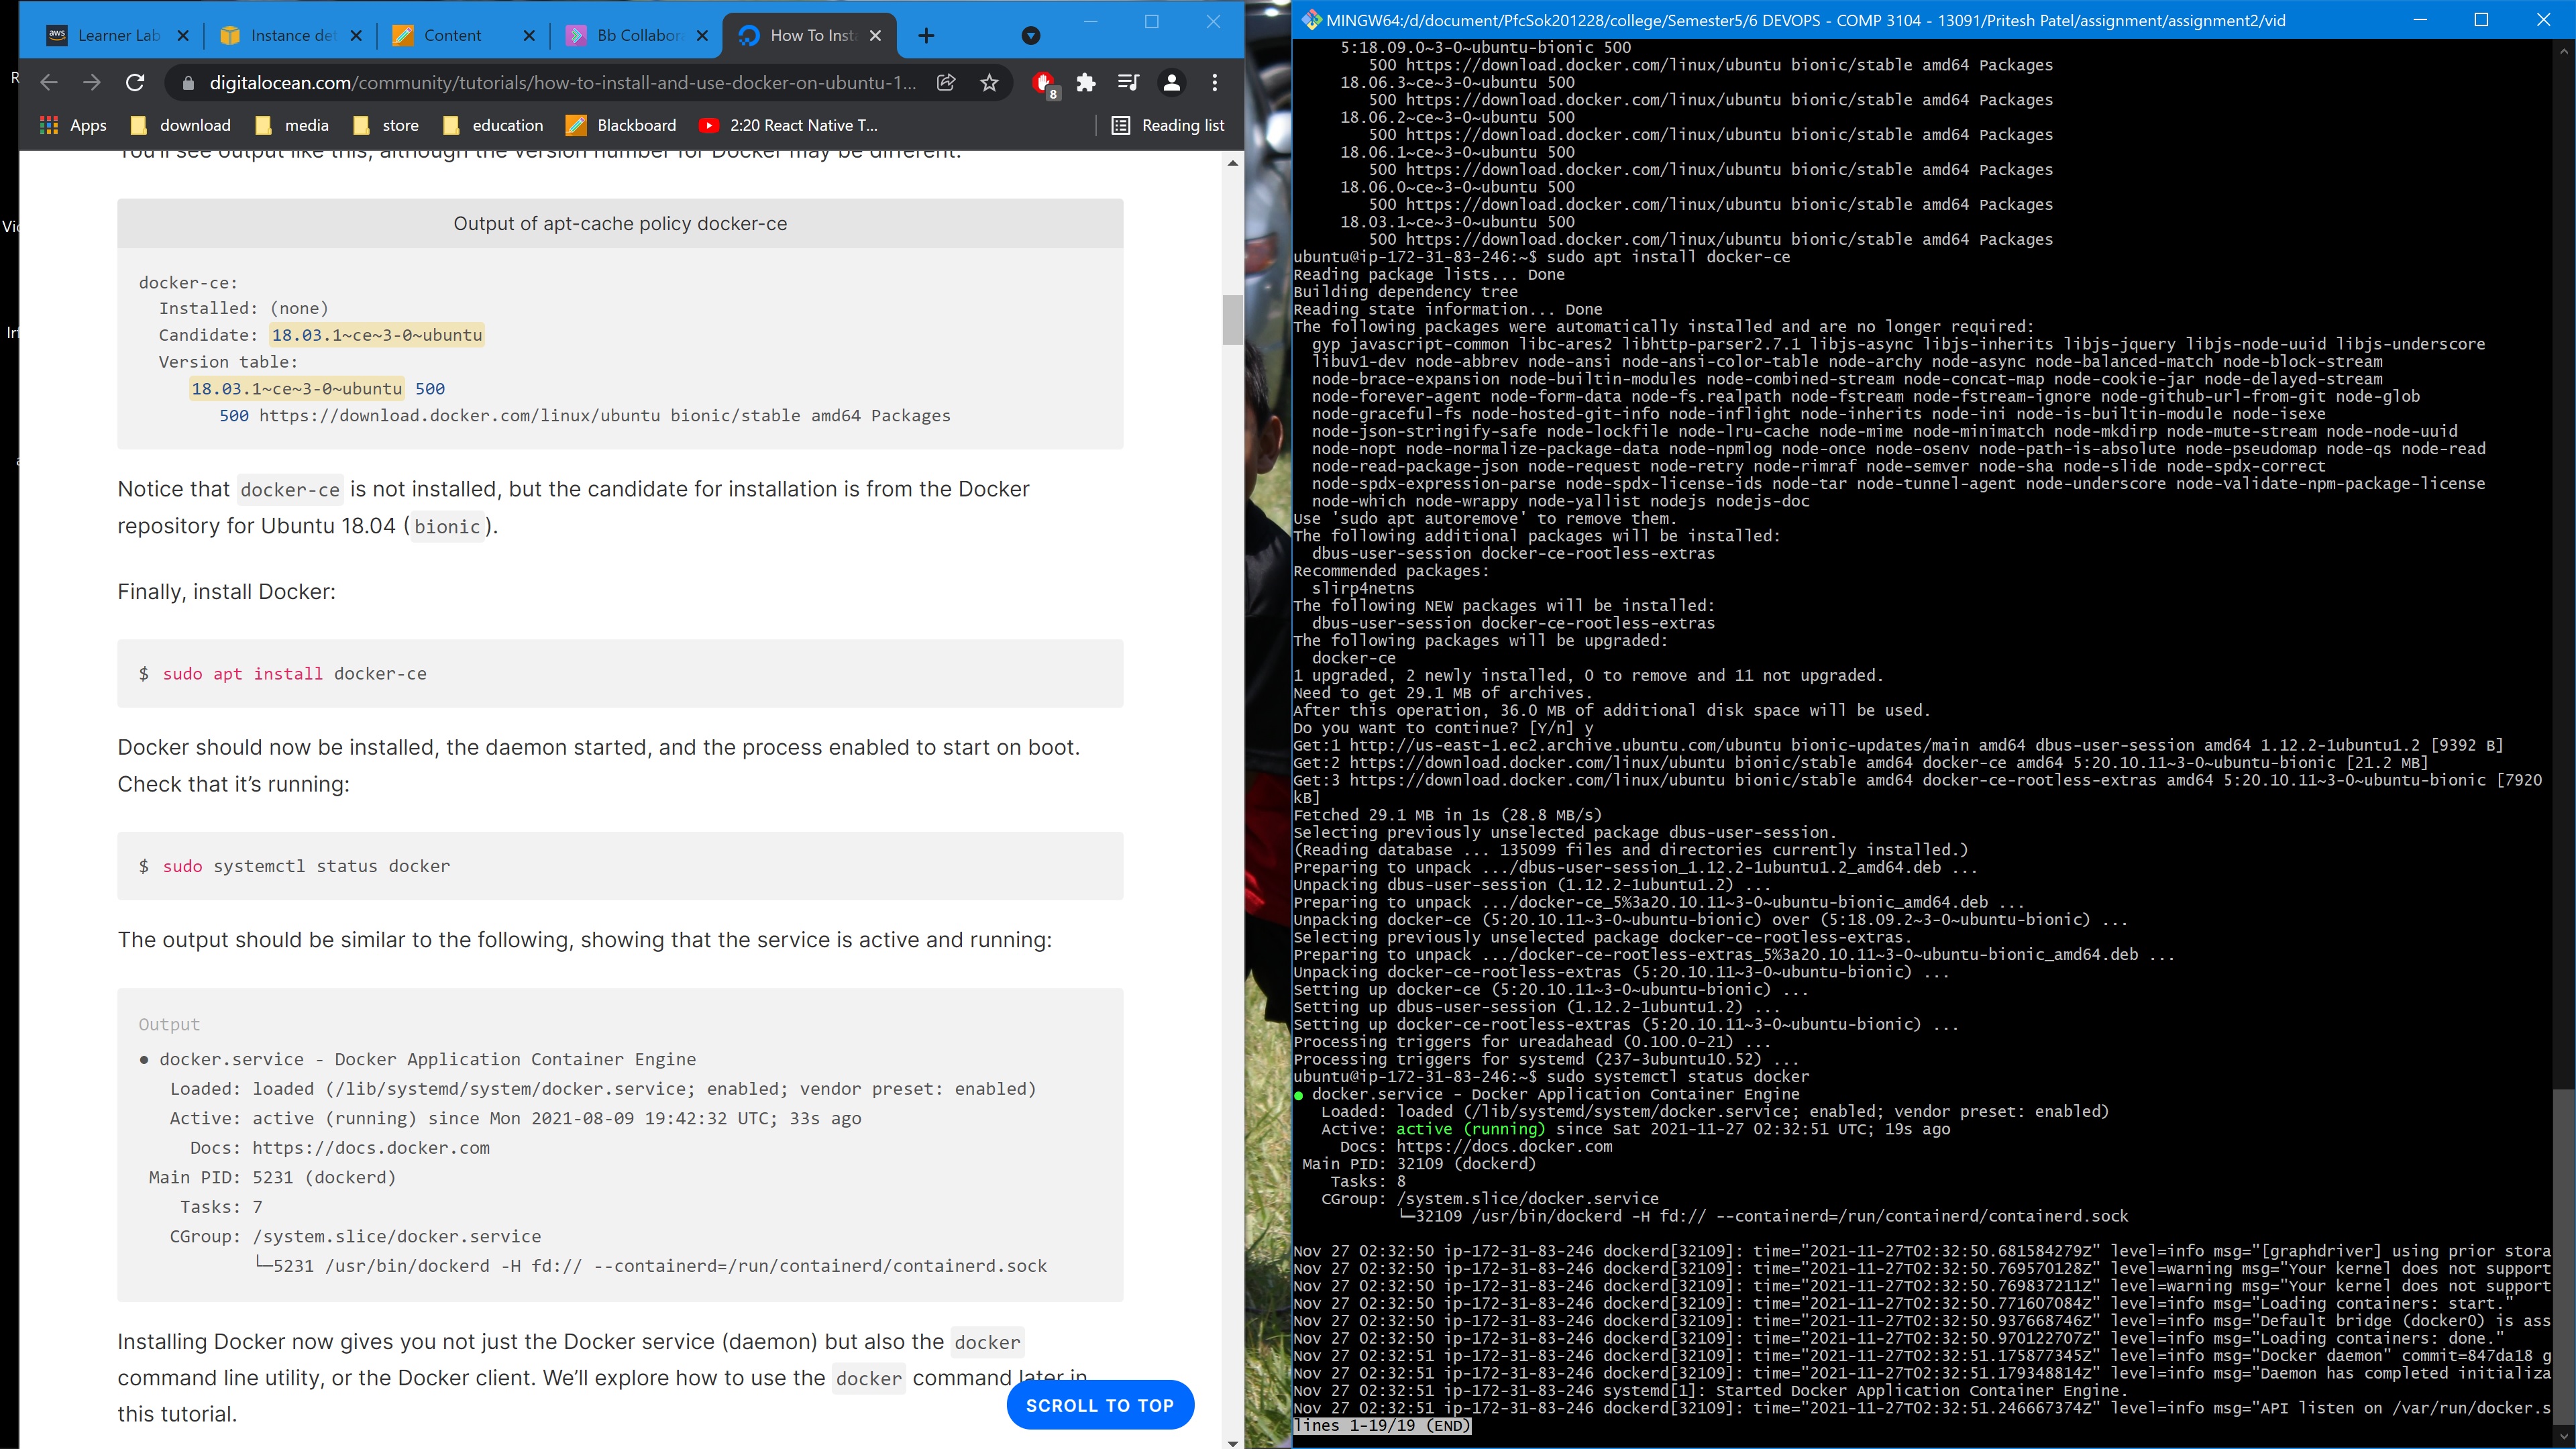 Learner Lab
Instance det
Content
Bb Collabor
How To Inst
digitalocean.com/community/tutorials/how-to-install-and-use-docker-on-ubuntu-1...
8
Apps
download
media
store
education
Blackboard
2:20 React Native T...
Reading list
You'll see output like this, although the version number for Docker may be different:
Output of apt-cache policy docker-ce
docker-ce:
Installed: (none)
Candidate: 18.03.1~ce~3-0~ubuntu
Version table:
18.03.1~ce~3-0~ubuntu 500
500 https://download.docker.com/linux/ubuntu bionic/stable amd64 Packages
Notice that docker-ce is not installed, but the candidate for installation is from the Docker
repository for Ubuntu 18.04 (bionic).
Finally, install Docker:
$ sudo apt install docker-ce
Docker should now be installed, the daemon started, and the process enabled to start on boot.
Check that it’s running:
$ sudo systemctl status docker
The output should be similar to the following, showing that the service is active and running:
Output
● docker.service - Docker Application Container Engine
Loaded: loaded (/lib/systemd/system/docker.service; enabled; vendor preset: enabled)
Active: active (running) since Mon 2021-08-09 19:42:32 UTC; 33s ago
Docs: https://docs.docker.com
Main PID: 5231 (dockerd)
Tasks: 7
CGroup: /system.slice/docker.service
└─5231 /usr/bin/dockerd -H fd:// --containerd=/run/containerd/containerd.sock
Installing Docker now gives you not just the Docker service (daemon) but also the docker
command line utility, or the Docker client. We’ll explore how to use the docker command later in
this tutorial.
SCROLL TO TOP
MINGW64:/d/document/PfcSok201228/college/Semester5/6 DEVOPS - COMP 3104 - 13091/Pritesh Patel/assignment/assignment2/vid
5:18.09.0~3-0~ubuntu-bionic 500
500 https://download.docker.com/linux/ubuntu bionic/stable amd64 Packages
18.06.3~ce~3-0~ubuntu 500
500 https://download.docker.com/linux/ubuntu bionic/stable amd64 Packages
18.06.2~ce~3-0~ubuntu 500
500 https://download.docker.com/linux/ubuntu bionic/stable amd64 Packages
18.06.1~ce~3-0~ubuntu 500
500 https://download.docker.com/linux/ubuntu bionic/stable amd64 Packages
18.06.0~ce~3-0~ubuntu 500
500 https://download.docker.com/linux/ubuntu bionic/stable amd64 Packages
18.03.1~ce~3-0~ubuntu 500
500 https://download.docker.com/linux/ubuntu bionic/stable amd64 Packages
ubuntu@ip-172-31-83-246:~$ sudo apt install docker-ce
Reading package lists... Done
Building dependency tree
Reading state information... Done
The following packages were automatically installed and are no longer required:
gyp javascript-common libc-ares2 libhttp-parser2.7.1 libjs-async libjs-inherits libjs-jquery libjs-node-uuid libjs-underscore
libuv1-dev node-abbrev node-ansi node-ansi-color-table node-archy node-async node-balanced-match node-block-stream
node-brace-expansion node-builtin-modules node-combined-stream node-concat-map node-cookie-jar node-delayed-stream
node-forever-agent node-form-data node-fs.realpath node-fstream node-fstream-ignore node-github-url-from-git node-glob
node-graceful-fs node-hosted-git-info node-inflight node-inherits node-ini node-is-builtin-module node-isexe
node-json-stringify-safe node-lockfile node-lru-cache node-mime node-minimatch node-mkdirp node-mute-stream node-node-uuid
node-nopt node-normalize-package-data node-npmlog node-once node-osenv node-path-is-absolute node-pseudomap node-qs node-read
node-read-package-json node-request node-retry node-rimraf node-semver node-sha node-slide node-spdx-correct
node-spdx-expression-parse node-spdx-license-ids node-tar node-tunnel-agent node-underscore node-validate-npm-package-license
node-which node-wrappy node-yallist nodejs nodejs-doc
Use 'sudo apt autoremove' to remove them.
The following additional packages will be installed:
dbus-user-session docker-ce-rootless-extras
Recommended packages:
slirp4netns
The following NEW packages will be installed:
dbus-user-session docker-ce-rootless-extras
The following packages will be upgraded:
docker-ce
1 upgraded, 2 newly installed, 0 to remove and 11 not upgraded.
Need to get 29.1 MB of archives.
After this operation, 36.0 MB of additional disk space will be used.
Do you want to continue? [Y/n] y
Get:1 http://us-east-1.ec2.archive.ubuntu.com/ubuntu bionic-updates/main amd64 dbus-user-session amd64 1.12.2-1ubuntu1.2 [9392 B]
Get:2 https://download.docker.com/linux/ubuntu bionic/stable amd64 docker-ce amd64 5:20.10.11~3-0~ubuntu-bionic [21.2 MB]
Get:3 https://download.docker.com/linux/ubuntu bionic/stable amd64 docker-ce-rootless-extras amd64 5:20.10.11~3-0~ubuntu-bionic [7920
kB]
Fetched 29.1 MB in 1s (28.8 MB/s)
Selecting previously unselected package dbus-user-session.
(Reading database ... 135099 files and directories currently installed.)
Preparing to unpack .../dbus-user-session_1.12.2-1ubuntu1.2_amd64.deb ...
Unpacking dbus-user-session (1.12.2-1ubuntu1.2) ...
Preparing to unpack .../docker-ce_5%3a20.10.11~3-0~ubuntu-bionic_amd64.deb ...
Unpacking docker-ce (5:20.10.11~3-0~ubuntu-bionic) over (5:18.09.2~3-0~ubuntu-bionic) ...
Selecting previously unselected package docker-ce-rootless-extras.
Preparing to unpack .../docker-ce-rootless-extras_5%3a20.10.11~3-0~ubuntu-bionic_amd64.deb ...
Unpacking docker-ce-rootless-extras (5:20.10.11~3-0~ubuntu-bionic) ...
Setting up docker-ce (5:20.10.11~3-0~ubuntu-bionic) ...
Setting up dbus-user-session (1.12.2-1ubuntu1.2) ...
Setting up docker-ce-rootless-extras (5:20.10.11~3-0~ubuntu-bionic) ...
Processing triggers for ureadahead (0.100.0-21) ...
Processing triggers for systemd (237-3ubuntu10.52) ...
ubuntu@ip-172-31-83-246:~$ sudo systemctl status docker
● docker.service - Docker Application Container Engine
Loaded: loaded (/lib/systemd/system/docker.service; enabled; vendor preset: enabled)
Active: active (running) since Sat 2021-11-27 02:32:51 UTC; 19s ago
Docs: https://docs.docker.com
Main PID: 32109 (dockerd)
Tasks: 8
CGroup: /system.slice/docker.service
└─32109 /usr/bin/dockerd -H fd:// --containerd=/run/containerd/containerd.sock
Nov 27 02:32:50 ip-172-31-83-246 dockerd[32109]: time="2021-11-27T02:32:50.681584279Z" level=info msg="[graphdriver] using prior stora
Nov 27 02:32:50 ip-172-31-83-246 dockerd[32109]: time="2021-11-27T02:32:50.769570128Z" level=warning msg="Your kernel does not support
Nov 27 02:32:50 ip-172-31-83-246 dockerd[32109]: time="2021-11-27T02:32:50.769837211Z" level=warning msg="Your kernel does not support
Nov 27 02:32:50 ip-172-31-83-246 dockerd[32109]: time="2021-11-27T02:32:50.771607084Z" level=info msg="Loading containers: start."
Nov 27 02:32:50 ip-172-31-83-246 dockerd[32109]: time="2021-11-27T02:32:50.937668746Z" level=info msg="Default bridge (docker0) is ass
Nov 27 02:32:50 ip-172-31-83-246 dockerd[32109]: time="2021-11-27T02:32:50.970122707Z" level=info msg="Loading containers: done."
Nov 27 02:32:51 ip-172-31-83-246 dockerd[32109]: time="2021-11-27T02:32:51.175877345Z" level=info msg="Docker daemon" commit=847da18 g
Nov 27 02:32:51 ip-172-31-83-246 dockerd[32109]: time="2021-11-27T02:32:51.179348814Z" level=info msg="Daemon has completed initializa
Nov 27 02:32:51 ip-172-31-83-246 systemd[1]: Started Docker Application Container Engine.
Nov 27 02:32:51 ip-172-31-83-246 dockerd[32109]: time="2021-11-27T02:32:51.246667374Z" level=info msg="API listen on /var/run/docker.s
lines 1-19/19 (END)